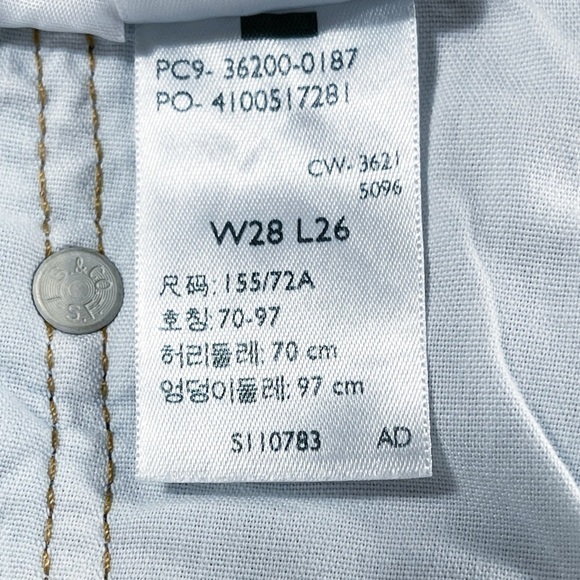 PC9- 36200-0187
PO- 4100517281
CW- 3621
5096
W28 L26
尺码: 155/72A
호칭: 70-97
허리둘레: 70 cm
엉덩이둘레: 97 cm
S110783 AD
& CO